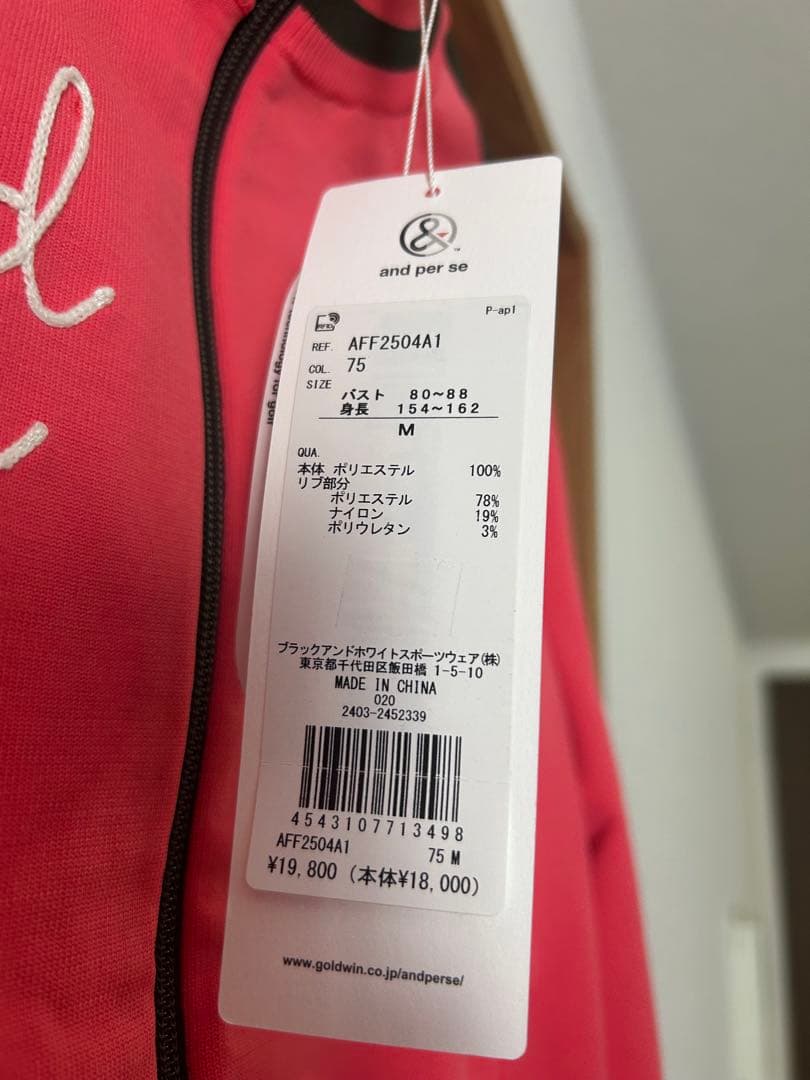 &
and per se
P-ap1
RFID
REF. AFF2504A1
COL. 75
SIZE
バスト 80～88
身長 154～162
M
QUA.
本体 ポリエステル 100%
リブ部分
ポリエステル 78%
ナイロン 19%
ポリウレタン 3%
ブラックアンドホワイトスポーツウェア(株)
東京都千代田区飯田橋 1-5-10
MADE IN CHINA
020
2403-2452339
4543107713498
AFF2504A1 75 M
¥19,800 (本体¥18,000)
www.goldwin.co.jp/andperse/
technology for golf